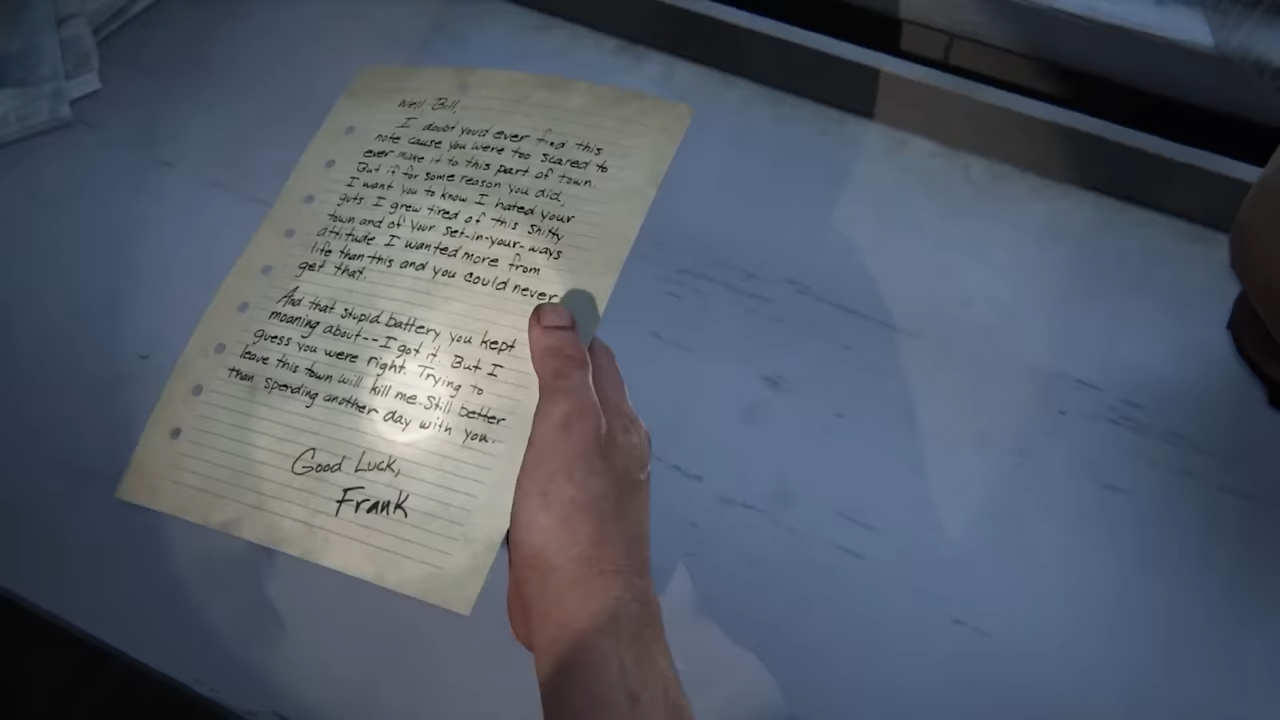 Well Bill,
I doubt you'd ever find this
note cause you were too scared to
ever make it to this part of town.
But if for some reason you did,
I want you to know I hated your
guts. I grew tired of this shitty
town and of your set-in-your-ways
attitude. I wanted more from
life than this and you could never
get that.
And that stupid battery you kept
moaning about--I got it. But I
guess you were right. Trying to
leave this town will kill me. Still better
than spending another day with you.
Good Luck,
Frank